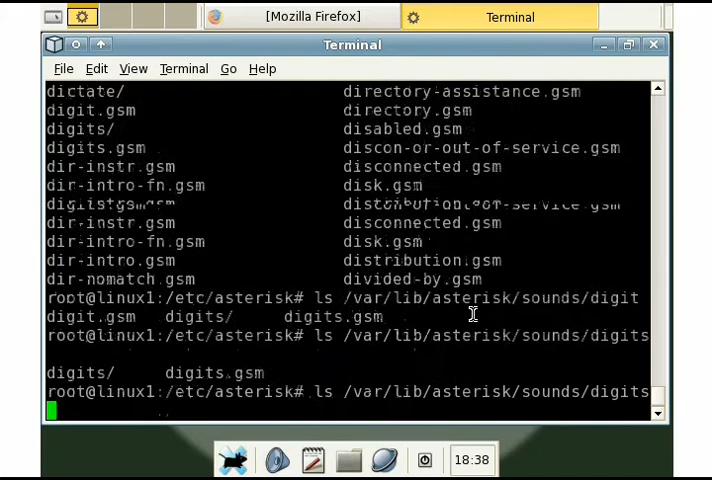 [Mozilla Firefox]
Terminal
Terminal
File Edit View Terminal Go Help
dictate/ directory-assistance.gsm
digit.gsm directory.gsm
digits/ disabled.gsm
digits.gsm discon-or-out-of-service.gsm
dir-instr.gsm disconnected.gsm
dir-intro-fn.gsm disk.gsm
dir-instr.gsm disconnected.gsm
dir-intro-fn.gsm disk.gsm
dir-intro.gsm distribution.gsm
dir-nomatch.gsm divided-by.gsm
root@linux1:/etc/asterisk# ls /var/lib/asterisk/sounds/digit
digit.gsm digits/ digits.gsm
root@linux1:/etc/asterisk# ls /var/lib/asterisk/sounds/digits
digits/ digits.gsm
root@linux1:/etc/asterisk# ls /var/lib/asterisk/sounds/digits
18:38